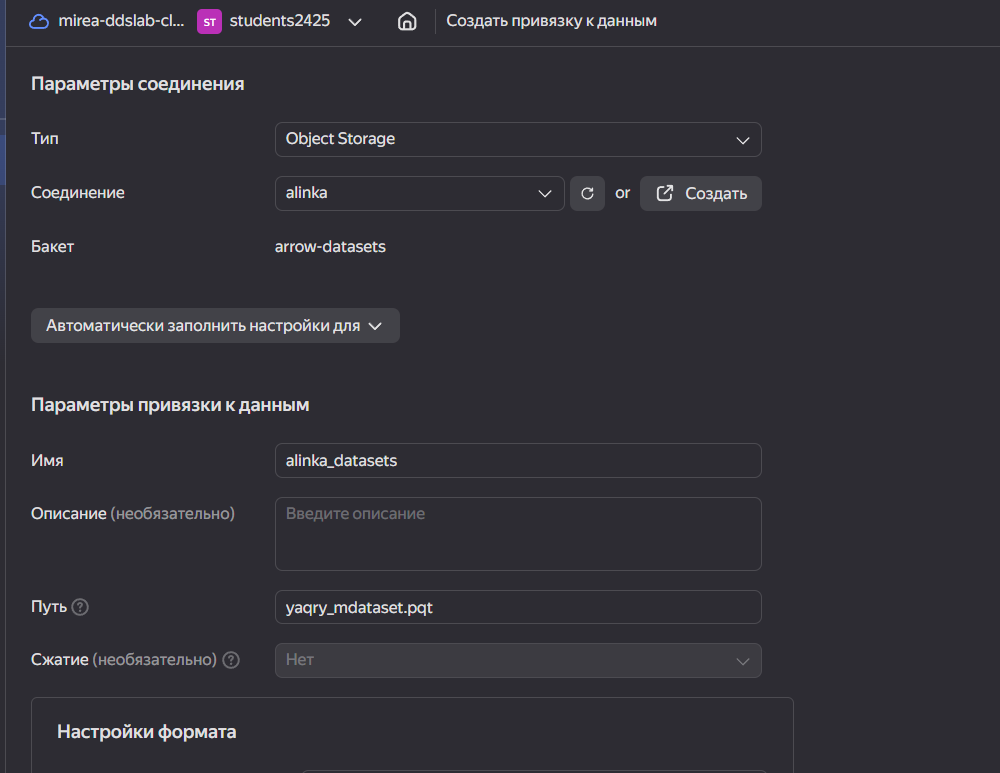 mirea-ddslab-cl... ST students2425 Создать привязку к данным
Параметры соединения
Тип Object Storage
Соединение alinka or Создать
Бакет arrow-datasets
Автоматически заполнить настройки для
Параметры привязки к данным
Имя alinka_datasets
Описание (необязательно) Введите описание
Путь ? yaqry_mdataset.pqt
Сжатие (необязательно) ? Нет
Настройки формата